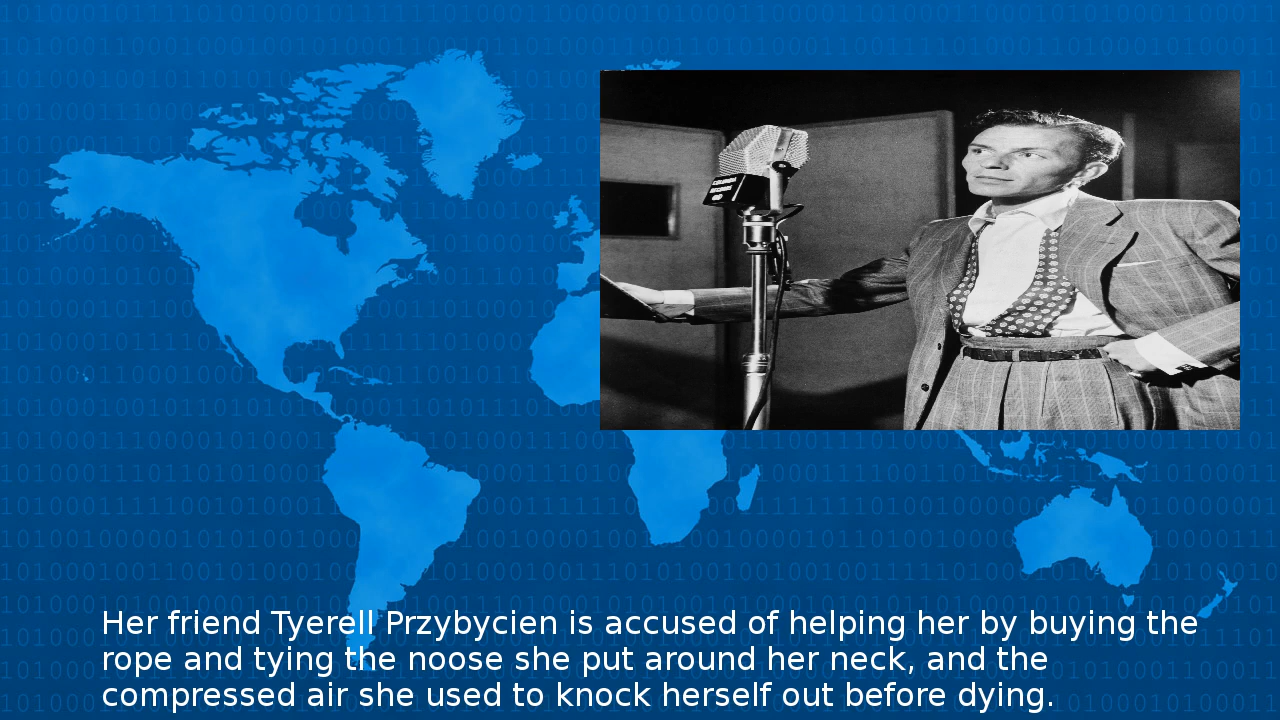 Her friend Tyerell Przybycien is accused of helping her by buying the
rope and tying the noose she put around her neck, and the
compressed air she used to knock herself out before dying.